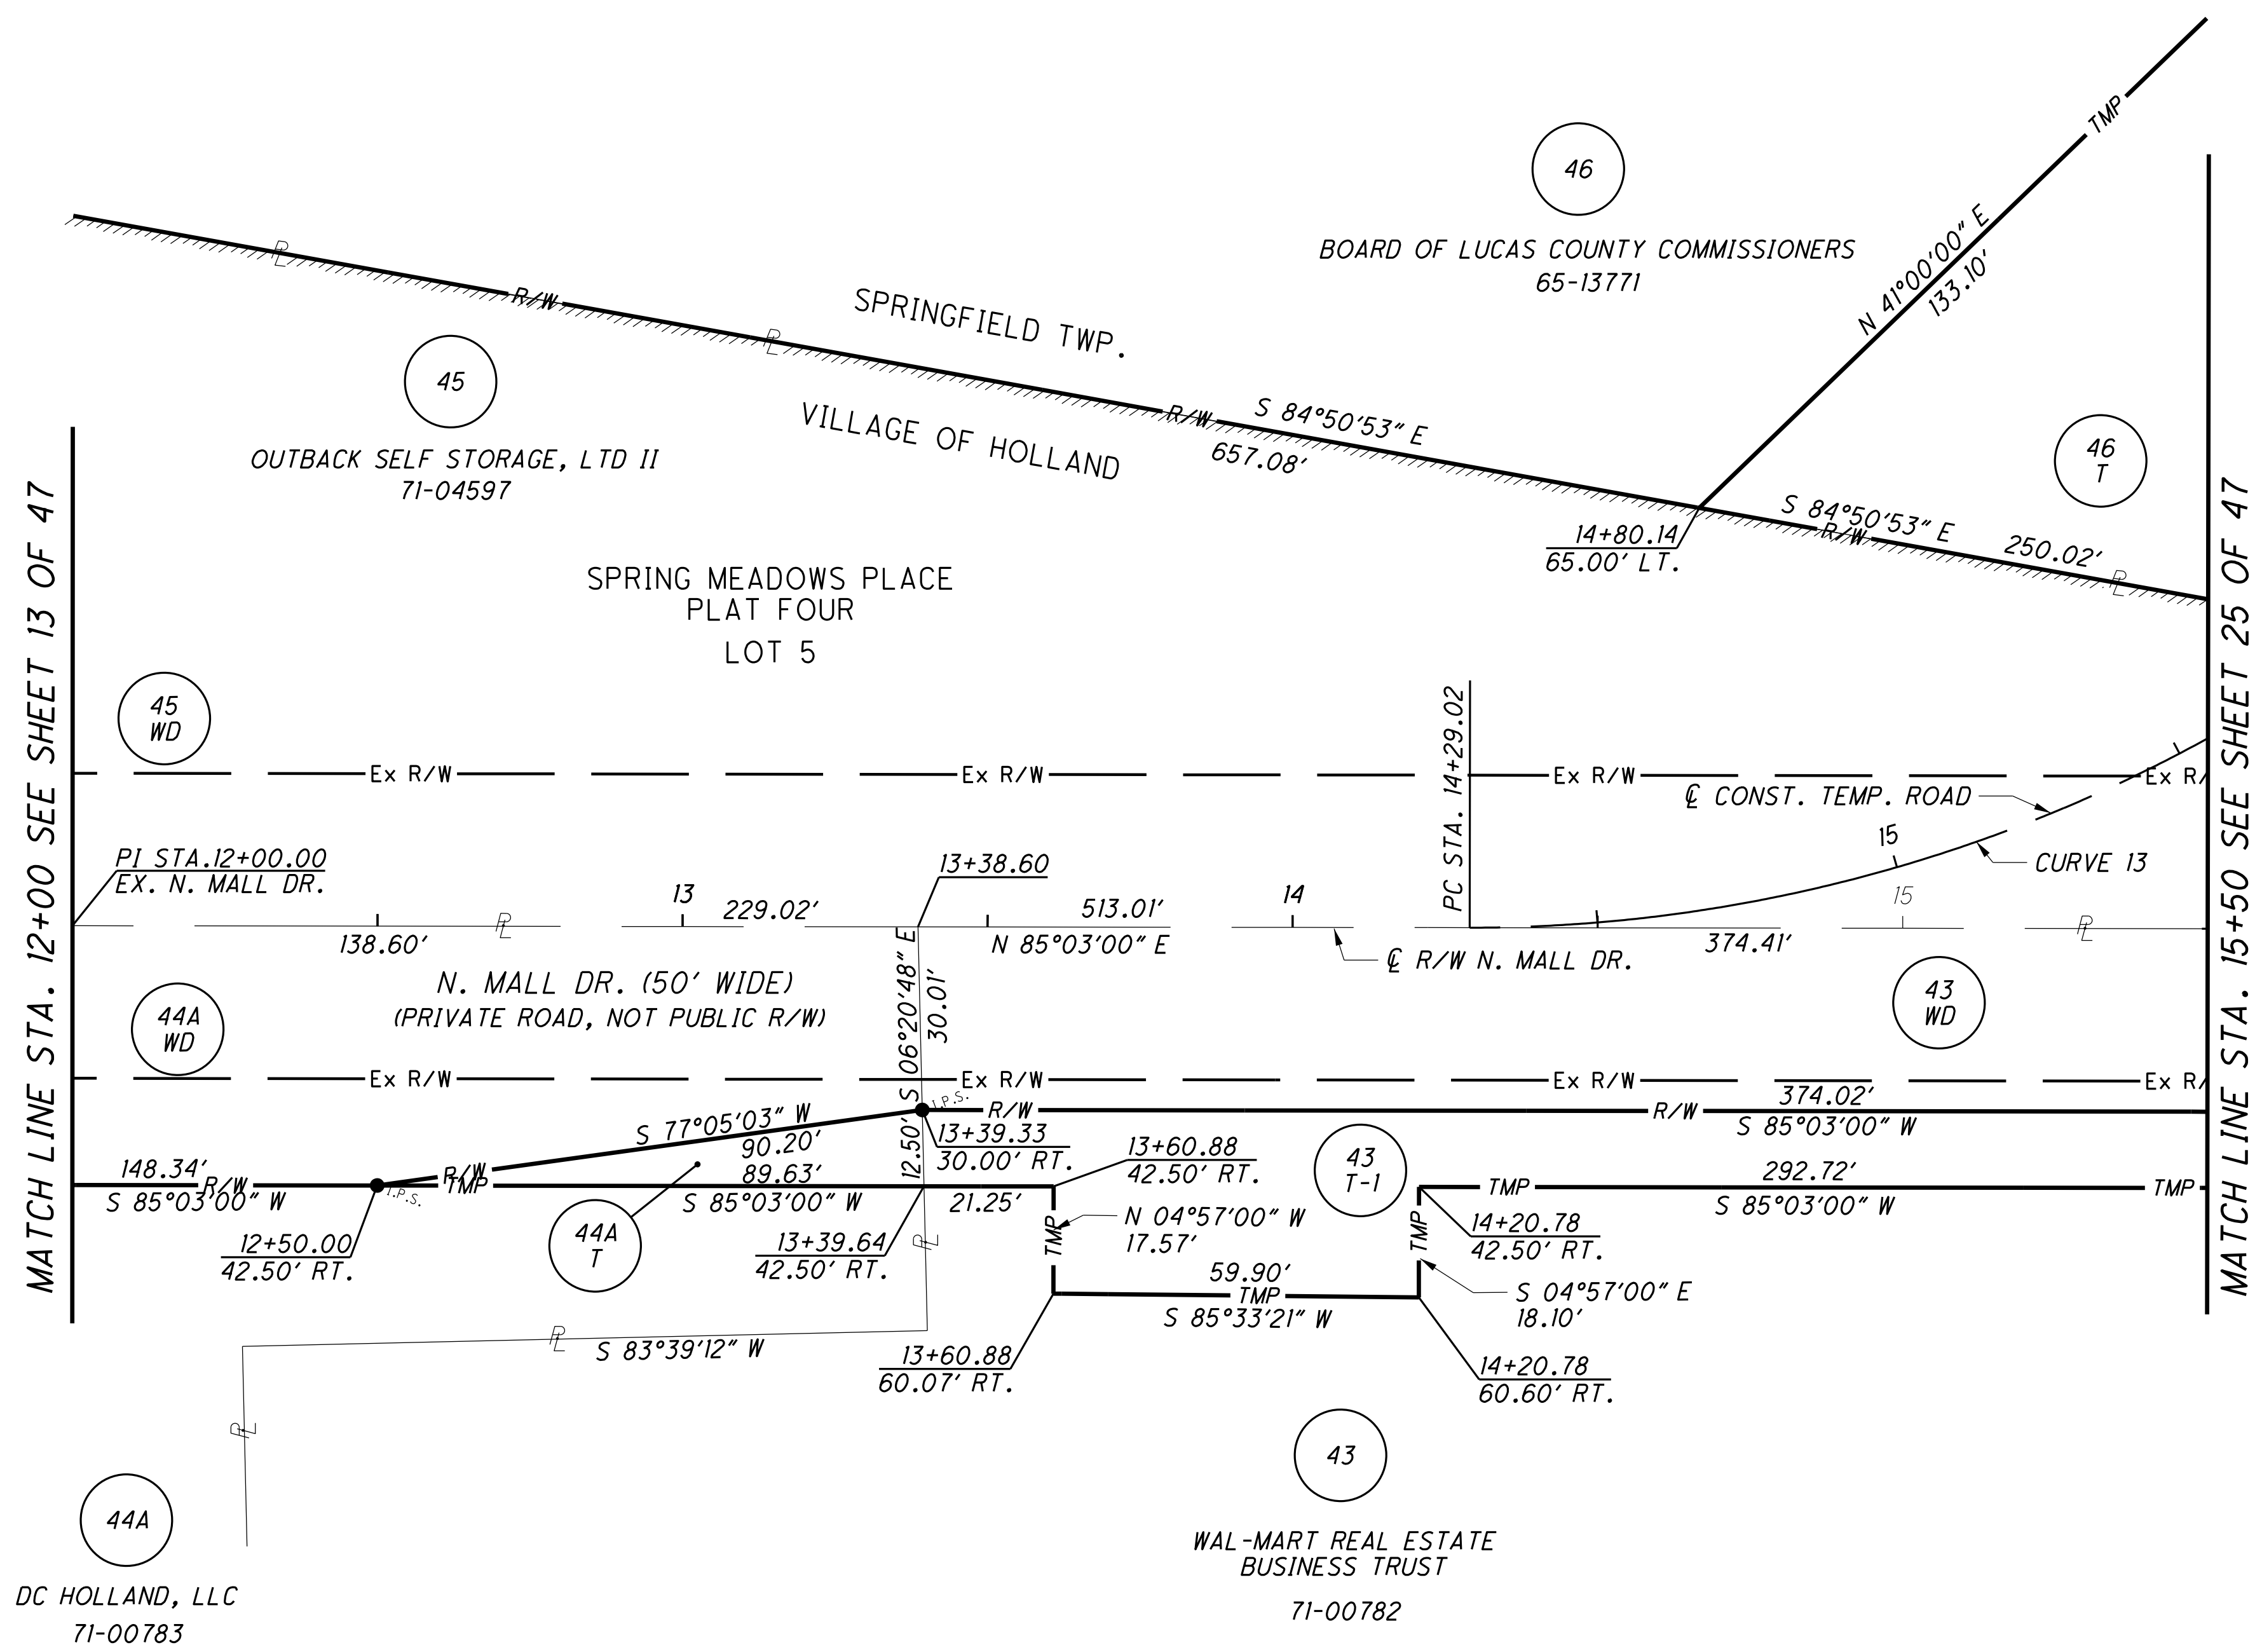 TMP
46
BOARD OF LUCAS COUNTY COMMISSIONERS
65-13771
N 41°00'00" E
133.10'
PL
R/W
SPRINGFIELD TWP.
PL
45
OUTBACK SELF STORAGE, LTD II
71-04597
VILLAGE OF HOLLAND
R/W
S 84°50'53" E
657.08'
46
T
S 84°50'53" E
R/W
250.02'
PL
14+80.14
65.00' LT.
SPRING MEADOWS PLACE
PLAT FOUR
LOT 5
MATCH LINE STA. 12+00 SEE SHEET 13 OF 47
MATCH LINE STA. 15+50 SEE SHEET 25 OF 47
45
WD
Ex R/W
Ex R/W
Ex R/W
Ex R/
PC STA. 14+29.02
CL CONST. TEMP. ROAD
15
CURVE 13
PI STA.12+00.00
EX. N. MALL DR.
13+38.60
13
229.02'
513.01'
14
15
PL
138.60'
N 85°03'00" E
374.41'
PL
CL R/W N. MALL DR.
N. MALL DR. (50' WIDE)
(PRIVATE ROAD, NOT PUBLIC R/W)
S 06°20'48" E
30.01'
44A
WD
43
WD
Ex R/W
Ex R/W
Ex R/W
Ex R/
374.02'
I.P.S.
R/W
R/W
S 85°03'00" W
S 77°05'03" W
90.20'
12.50'
13+39.33
30.00' RT.
13+60.88
42.50' RT.
43
T-1
148.34'
R/W
S 85°03'00" W
R/W
TMP
I.P.S.
89.63'
S 85°03'00" W
21.25'
292.72'
TMP
TMP
S 85°03'00" W
12+50.00
42.50' RT.
44A
T
13+39.64
42.50' RT.
PL
TMP
N 04°57'00" W
17.57'
TMP
14+20.78
42.50' RT.
59.90'
TMP
S 85°33'21" W
S 04°57'00" E
18.10'
PL
S 83°39'12" W
13+60.88
60.07' RT.
14+20.78
60.60' RT.
PL
43
WAL-MART REAL ESTATE
BUSINESS TRUST
71-00782
44A
DC HOLLAND, LLC
71-00783